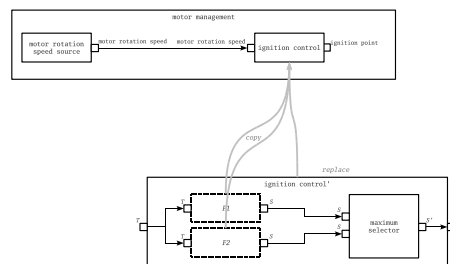 motor management
motor rotation
speed source
motor rotation speed
motor rotation speed
ignition control
ignition point
copy
replace
ignition control'
T
T
F1
S
S
T
F2
S
S
maximum
selector
S'